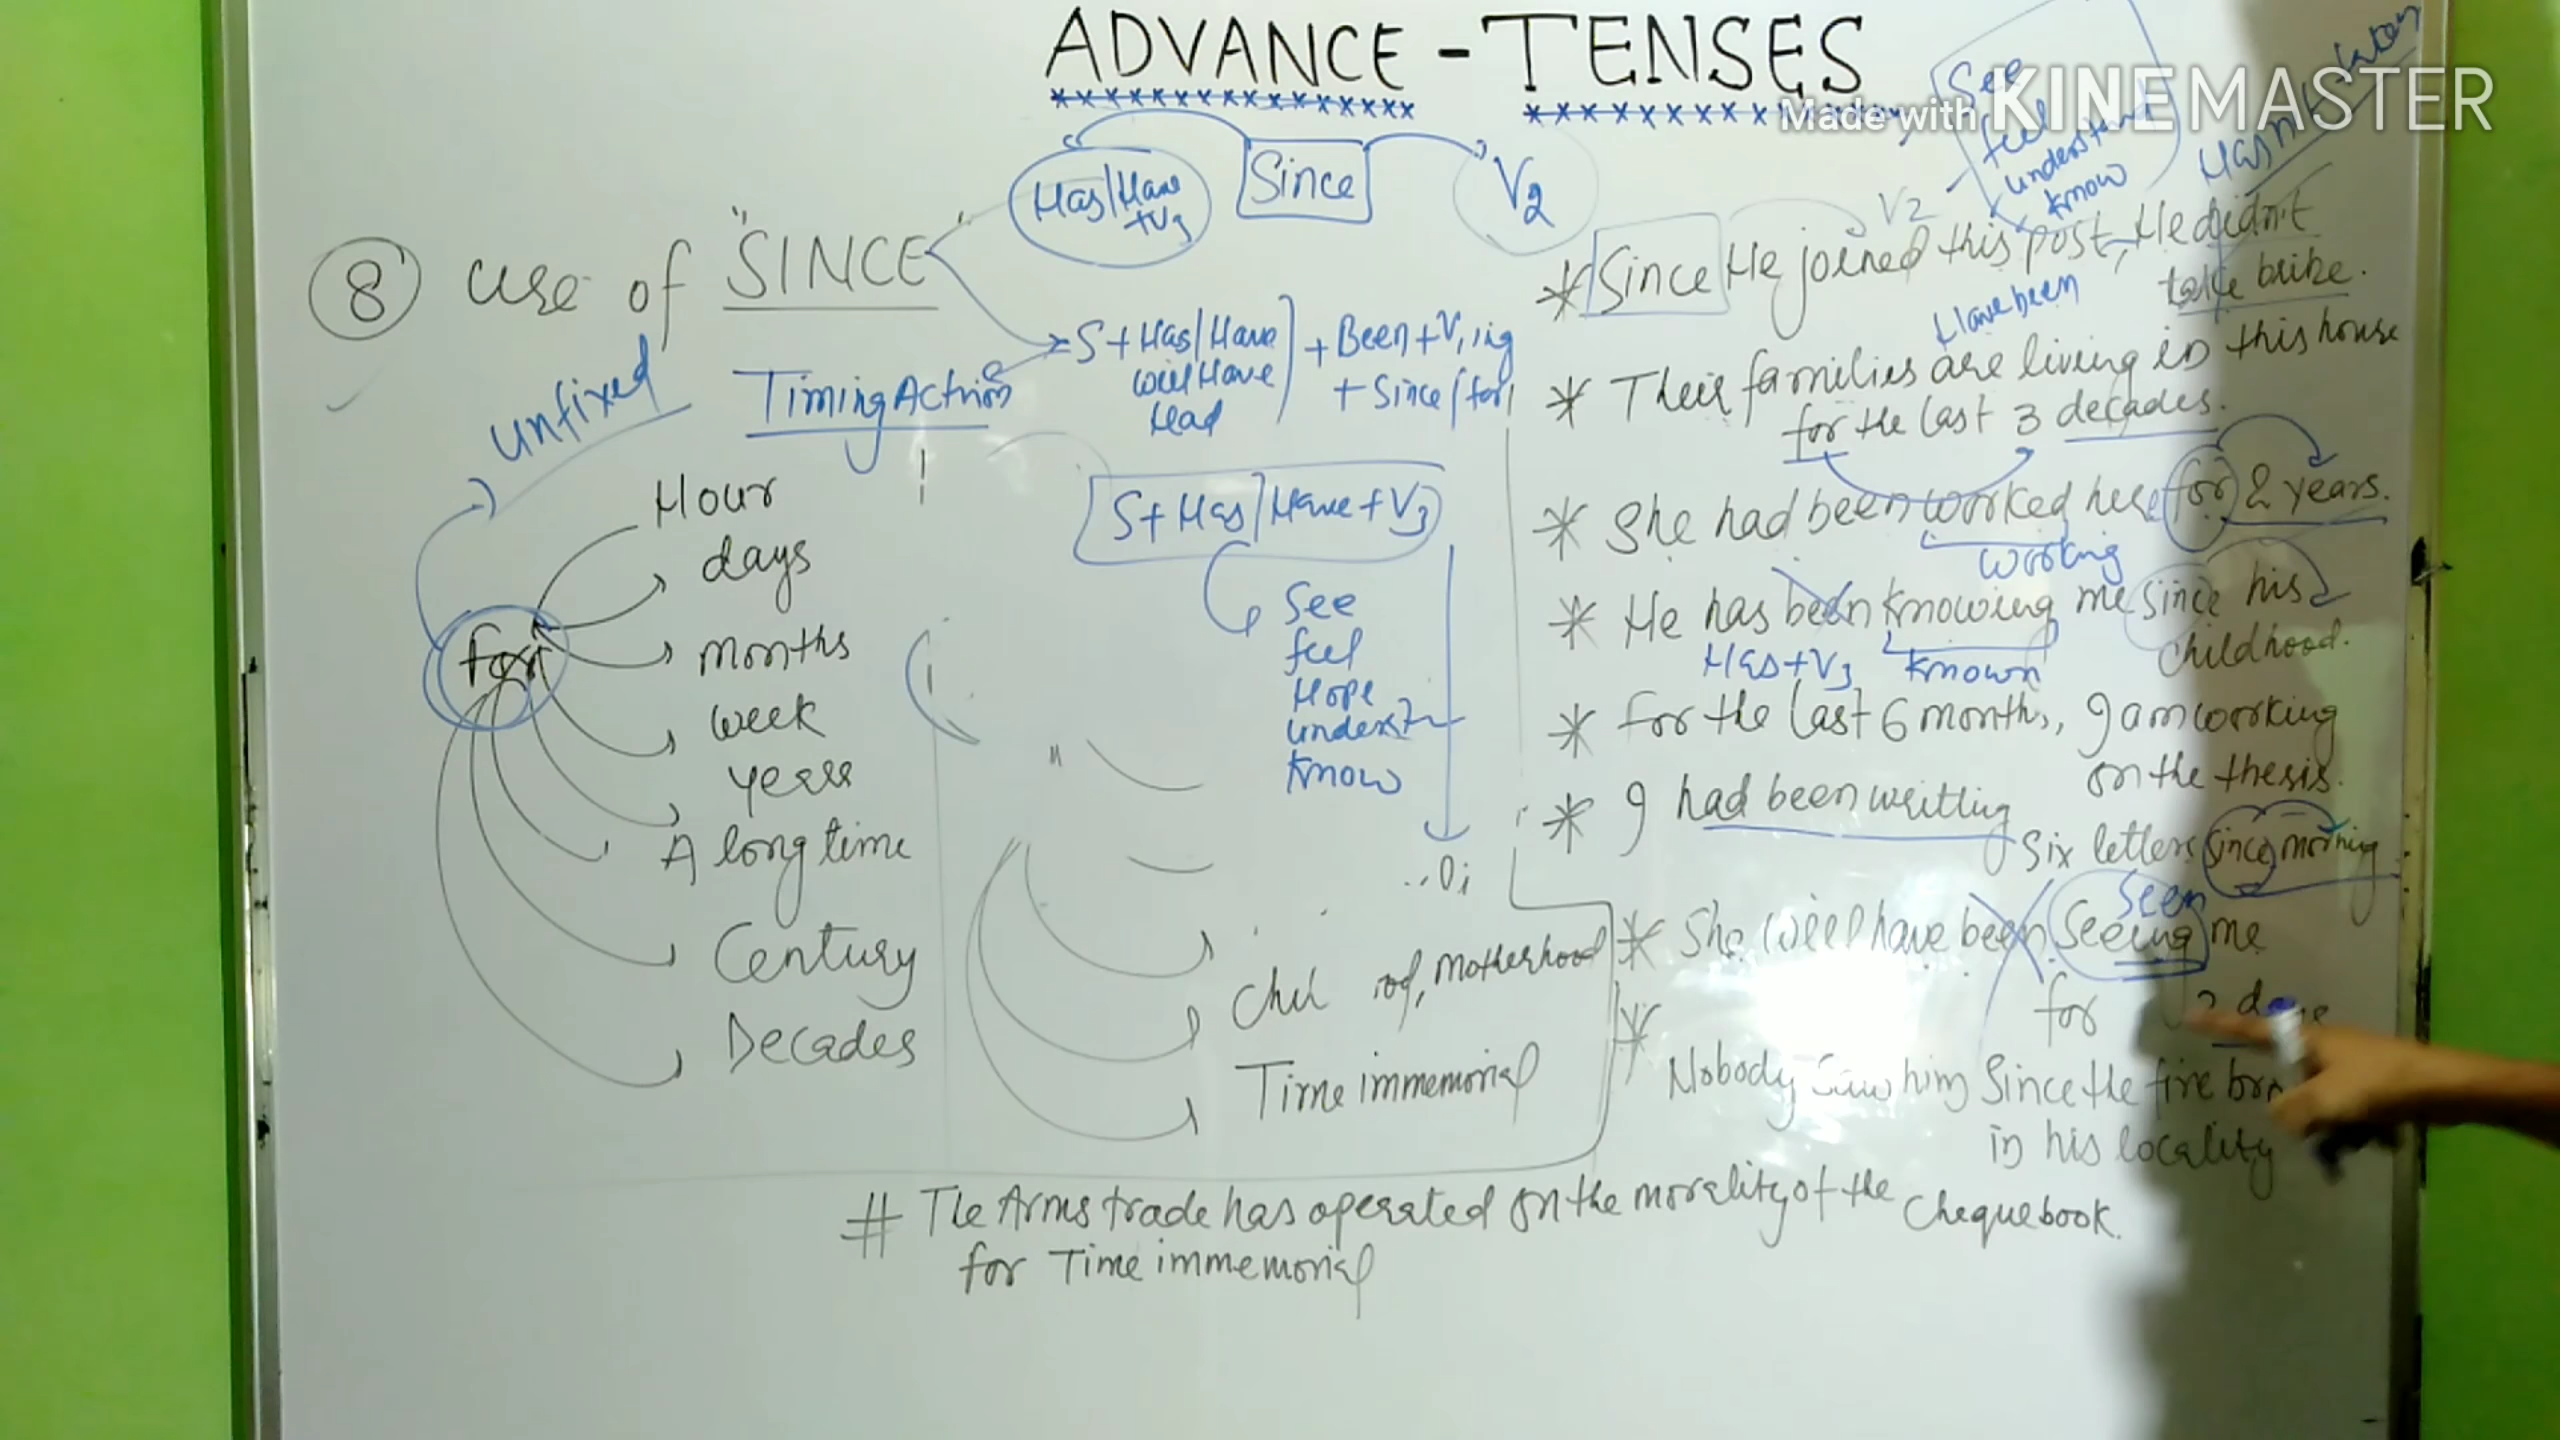 ADVANCE - TENSES
Made with KINEMASTER
8 use of "SINCE"
Has/Have +V3
Since
V2
See
feel
understand
know
Unfixed
Timing Action
S + Has/Have
will Have
Had
+ Been + V1 ing
+ Since/for
S + Has/Have + V3
See
feel
Hope
know
for
Hour
days
months
week
A long time
Century
Decades
motherhood
Time immemorial
V2
* Since He joined this post, He didn't
take bribe.
Have been
* Their families are living in this house
for the last 3 decades.
* She had been worked here for 2 years.
working
* He has been knowing me since his
childhood.
Has+V3 known
* For the last 6 months, I am working
on the thesis.
* I had been writting
Six letters since morning
seen
* She will have been seeing me
for
* Nobody saw him Since the fire
in his locality
# The Arms trade has operated on the morality of the chequebook.
for Time immemorial